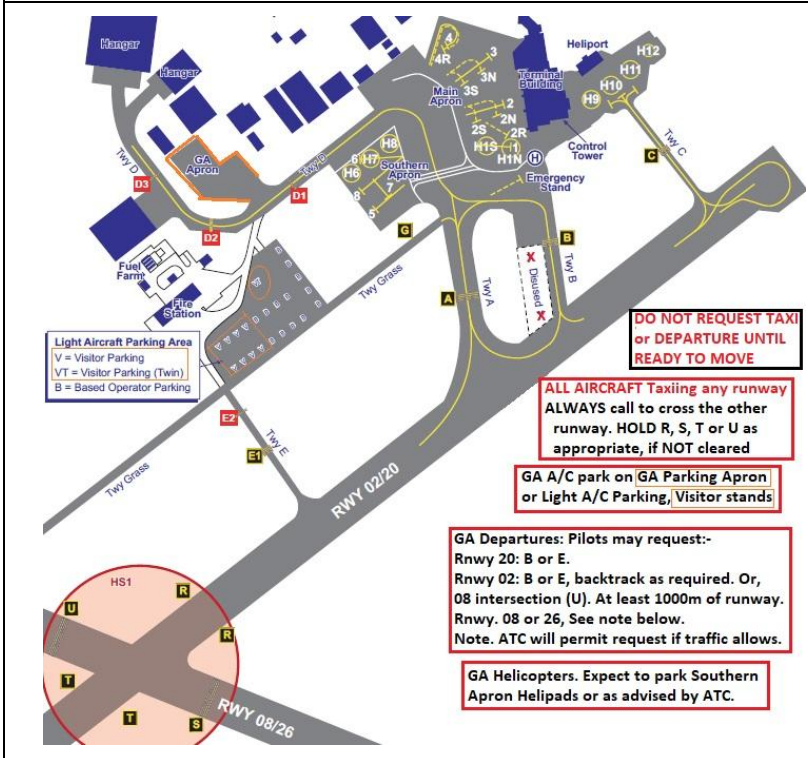 Hangar
Hangar
4
4R
3
3N
3S
Main
Apron
2
2N
2S
2R
H1S
1
H1N
Terminal
Building
Heliport
H12
H11
H10
H9
H
Control
Tower
Emergency
Stand
Twy C
C
GA
Apron
Twy D
D3
D2
Twy D
D1
H8
6
H7
H6
Southern
Apron
7
8
5
G
B
Twy B
X
Disused
X
A
Twy A
Twy Grass
Fuel
Farm
Fire
Station
V
V
V
V
B
B
B
B
Light Aircraft Parking Area
V = Visitor Parking
VT = Visitor Parking (Twin)
B = Based Operator Parking
E2
E1
Twy E
Twy Grass
RWY 02/20
DO NOT REQUEST TAXI
or DEPARTURE UNTIL
READY TO MOVE
ALL AIRCRAFT Taxiing any runway
ALWAYS call to cross the other
runway. HOLD R, S, T or U as
appropriate, if NOT cleared
GA A/C park on GA Parking Apron
or Light A/C Parking, Visitor stands
GA Departures: Pilots may request:-
Rnwy 20: B or E.
Rnwy 02: B or E, backtrack as required. Or,
08 intersection (U). At least 1000m of runway.
Rnwy. 08 or 26, See note below.
Note. ATC will permit request if traffic allows.
GA Helicopters. Expect to park Southern
Apron Helipads or as advised by ATC.
HS1
U
R
R
T
T
S
RWY 08/26